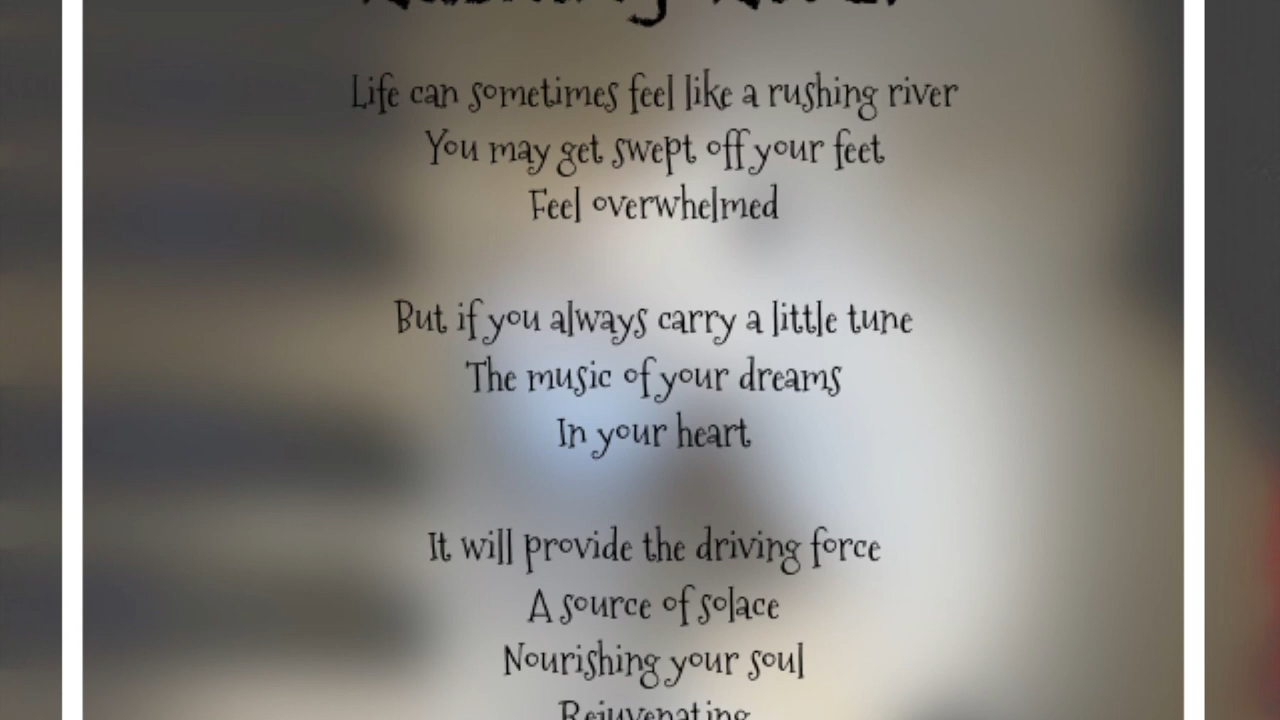 Rushing River
Life can sometimes feel like a rushing river
You may get swept off your feet
Feel overwhelmed
But if you always carry a little tune
The music of your dreams
In your heart
It will provide the driving force
A source of solace
Nourishing your soul
Rejuvenating